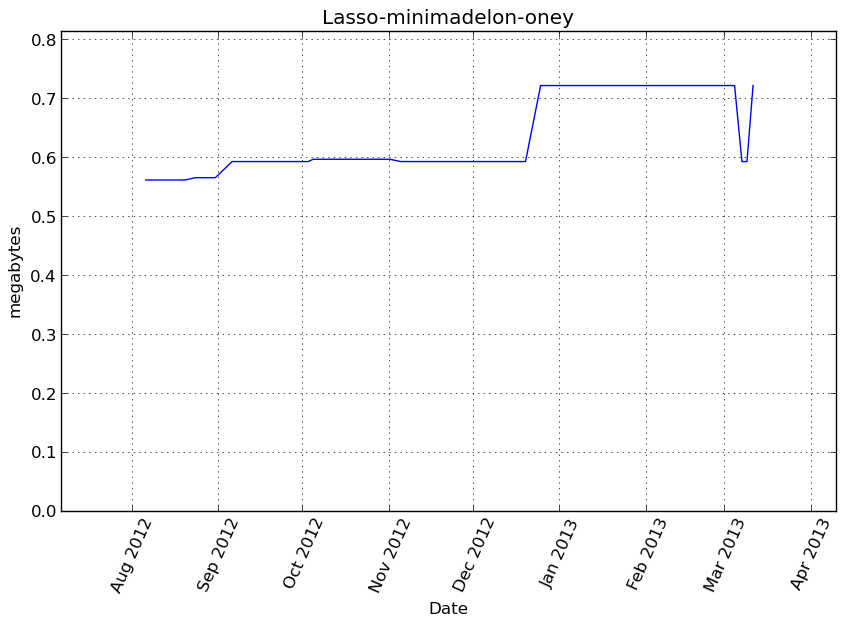 Lasso-minimadelon-oney
0.8
0.7
0.6
0.5
0.4
0.3
0.2
0.1
0.0
megabytes
Aug 2012
Sep 2012
Oct 2012
Nov 2012
Dec 2012
Jan 2013
Feb 2013
Mar 2013
Apr 2013
Date